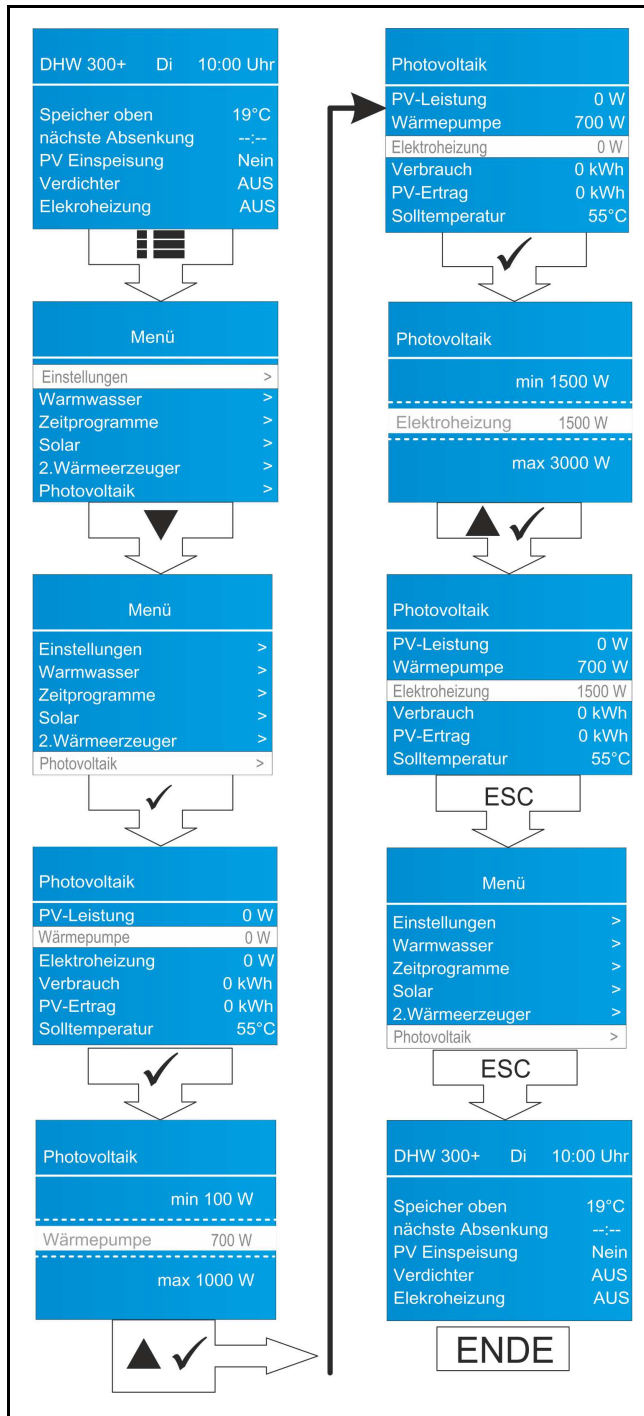 DHW 300+ Di 10:00 Uhr
Speicher oben 19°C
nächste Absenkung --:--
PV Einspeisung Nein
Verdichter AUS
Elekroheizung AUS
Menü
Einstellungen >
Warmwasser >
Zeitprogramme >
Solar >
2.Wärmeerzeuger >
Photovoltaik >
Menü
Einstellungen >
Warmwasser >
Zeitprogramme >
Solar >
2.Wärmeerzeuger >
Photovoltaik >
Photovoltaik
PV-Leistung 0 W
Wärmepumpe 0 W
Elektroheizung 0 W
Verbrauch 0 kWh
PV-Ertrag 0 kWh
Solltemperatur 55°C
Photovoltaik
min 100 W
Wärmepumpe 700 W
max 1000 W
Photovoltaik
PV-Leistung 0 W
Wärmepumpe 700 W
Elektroheizung 0 W
Verbrauch 0 kWh
PV-Ertrag 0 kWh
Solltemperatur 55°C
Photovoltaik
min 1500 W
Elektroheizung 1500 W
max 3000 W
Photovoltaik
PV-Leistung 0 W
Wärmepumpe 700 W
Elektroheizung 1500 W
Verbrauch 0 kWh
PV-Ertrag 0 kWh
Solltemperatur 55°C
ESC
Menü
Einstellungen >
Warmwasser >
Zeitprogramme >
Solar >
2.Wärmeerzeuger >
Photovoltaik >
ESC
DHW 300+ Di 10:00 Uhr
Speicher oben 19°C
nächste Absenkung --:--
PV Einspeisung Nein
Verdichter AUS
Elekroheizung AUS
ENDE